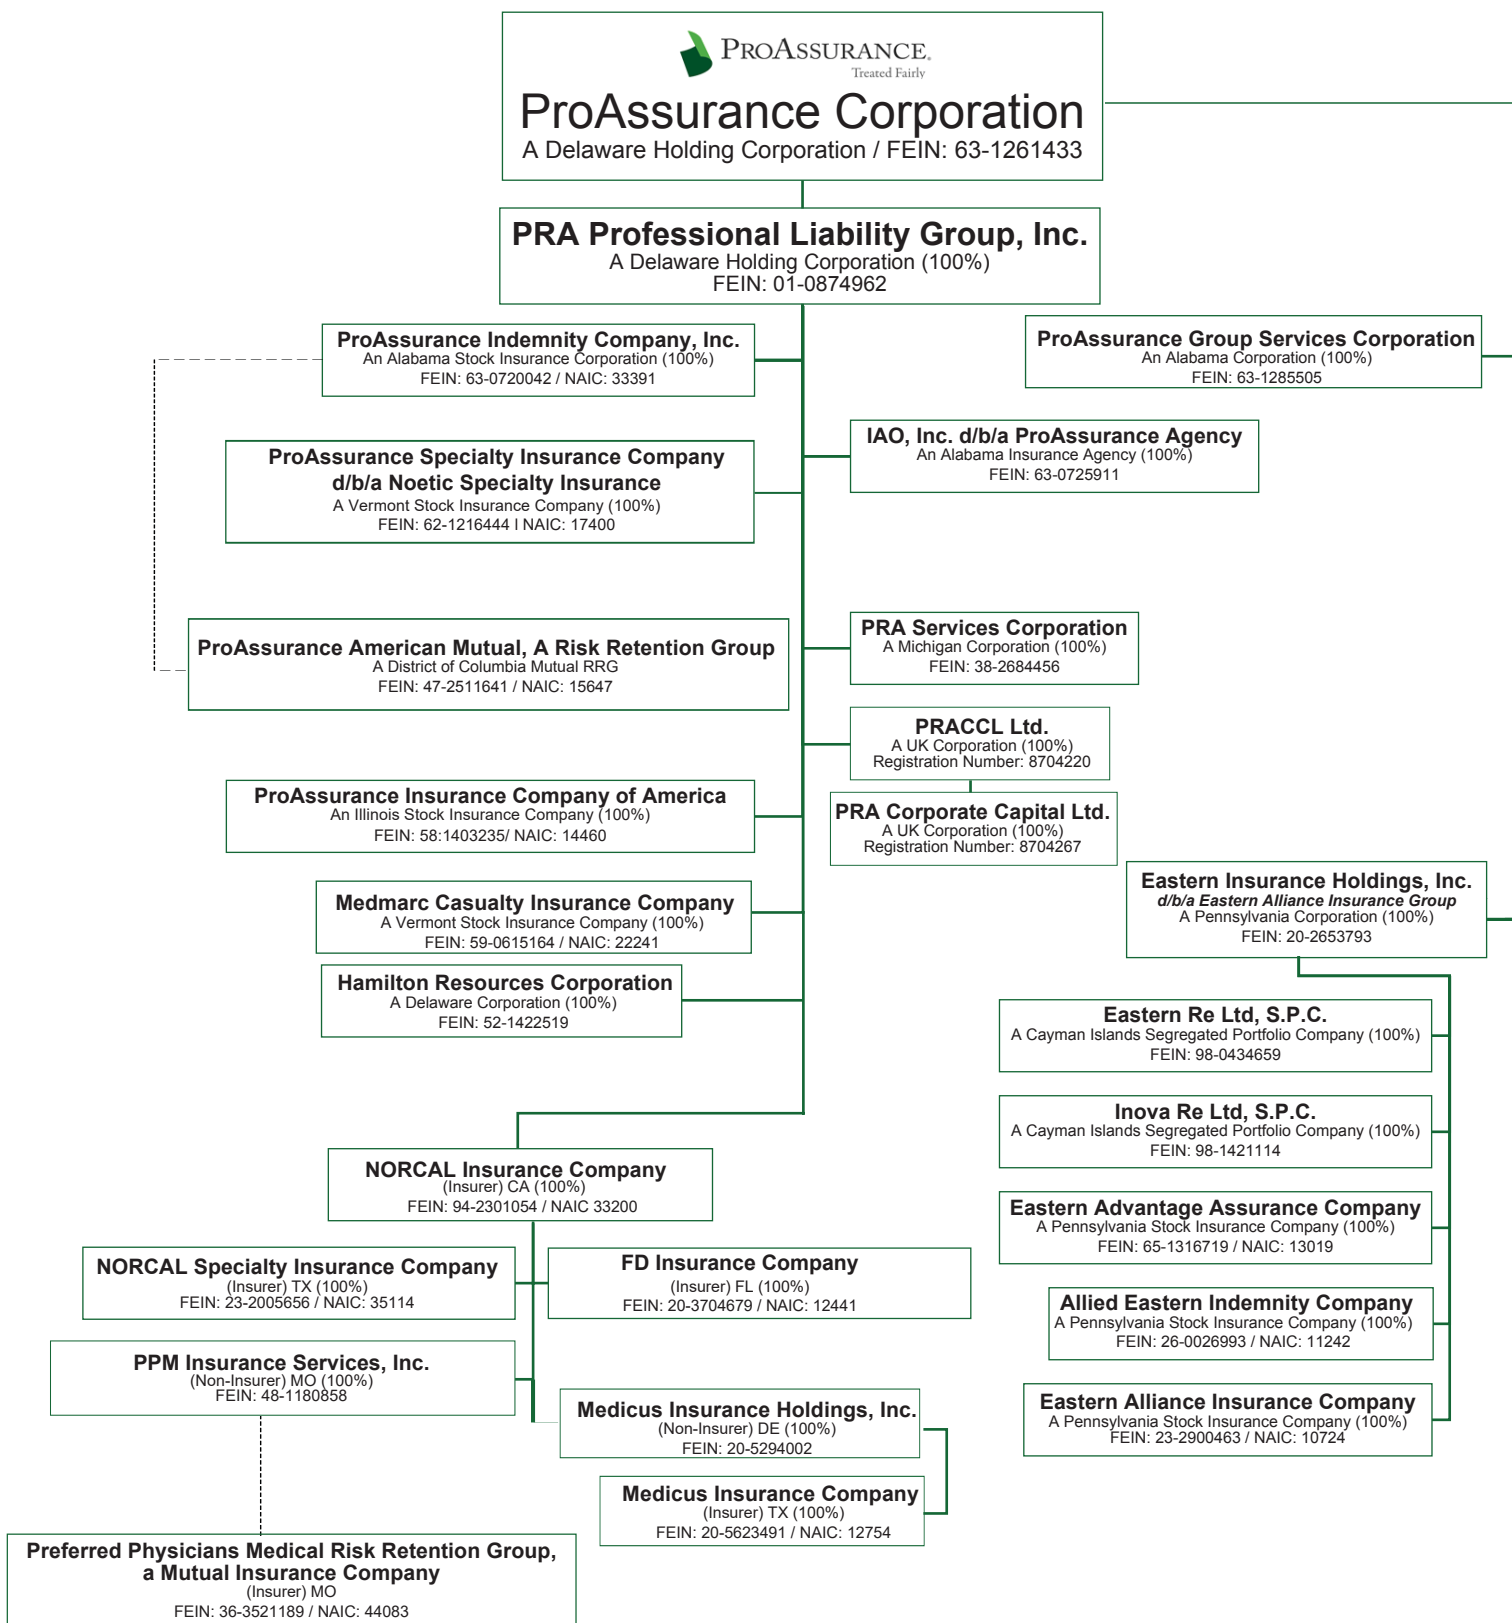 PROASSURANCE.
Treated Fairly
ProAssurance Corporation
A Delaware Holding Corporation / FEIN: 63-1261433
PRA Professional Liability Group, Inc.
A Delaware Holding Corporation (100%)
FEIN: 01-0874962
ProAssurance Indemnity Company, Inc.
An Alabama Stock Insurance Corporation (100%)
FEIN: 63-0720042 / NAIC: 33391
ProAssurance Group Services Corporation
An Alabama Corporation (100%)
FEIN: 63-1285505
IAO, Inc. d/b/a ProAssurance Agency
An Alabama Insurance Agency (100%)
FEIN: 63-0725911
ProAssurance Specialty Insurance Company
d/b/a Noetic Specialty Insurance
A Vermont Stock Insurance Company (100%)
FEIN: 62-1216444 I NAIC: 17400
ProAssurance American Mutual, A Risk Retention Group
A District of Columbia Mutual RRG
FEIN: 47-2511641 / NAIC: 15647
PRA Services Corporation
A Michigan Corporation (100%)
FEIN: 38-2684456
PRACCL Ltd.
A UK Corporation (100%)
Registration Number: 8704220
ProAssurance Insurance Company of America
An Illinois Stock Insurance Company (100%)
FEIN: 58:1403235/ NAIC: 14460
PRA Corporate Capital Ltd.
A UK Corporation (100%)
Registration Number: 8704267
Medmarc Casualty Insurance Company
A Vermont Stock Insurance Company (100%)
FEIN: 59-0615164 / NAIC: 22241
Eastern Insurance Holdings, Inc.
d/b/a Eastern Alliance Insurance Group
A Pennsylvania Corporation (100%)
FEIN: 20-2653793
Hamilton Resources Corporation
A Delaware Corporation (100%)
FEIN: 52-1422519
Eastern Re Ltd, S.P.C.
A Cayman Islands Segregated Portfolio Company (100%)
FEIN: 98-0434659
Inova Re Ltd, S.P.C.
A Cayman Islands Segregated Portfolio Company (100%)
FEIN: 98-1421114
NORCAL Insurance Company
(Insurer) CA (100%)
FEIN: 94-2301054 / NAIC 33200
Eastern Advantage Assurance Company
A Pennsylvania Stock Insurance Company (100%)
FEIN: 65-1316719 / NAIC: 13019
NORCAL Specialty Insurance Company
(Insurer) TX (100%)
FEIN: 23-2005656 / NAIC: 35114
FD Insurance Company
(Insurer) FL (100%)
FEIN: 20-3704679 / NAIC: 12441
Allied Eastern Indemnity Company
A Pennsylvania Stock Insurance Company (100%)
FEIN: 26-0026993 / NAIC: 11242
PPM Insurance Services, Inc.
(Non-Insurer) MO (100%)
FEIN: 48-1180858
Medicus Insurance Holdings, Inc.
(Non-Insurer) DE (100%)
FEIN: 20-5294002
Eastern Alliance Insurance Company
A Pennsylvania Stock Insurance Company (100%)
FEIN: 23-2900463 / NAIC: 10724
Medicus Insurance Company
(Insurer) TX (100%)
FEIN: 20-5623491 / NAIC: 12754
Preferred Physicians Medical Risk Retention Group,
a Mutual Insurance Company
(Insurer) MO
FEIN: 36-3521189 / NAIC: 44083